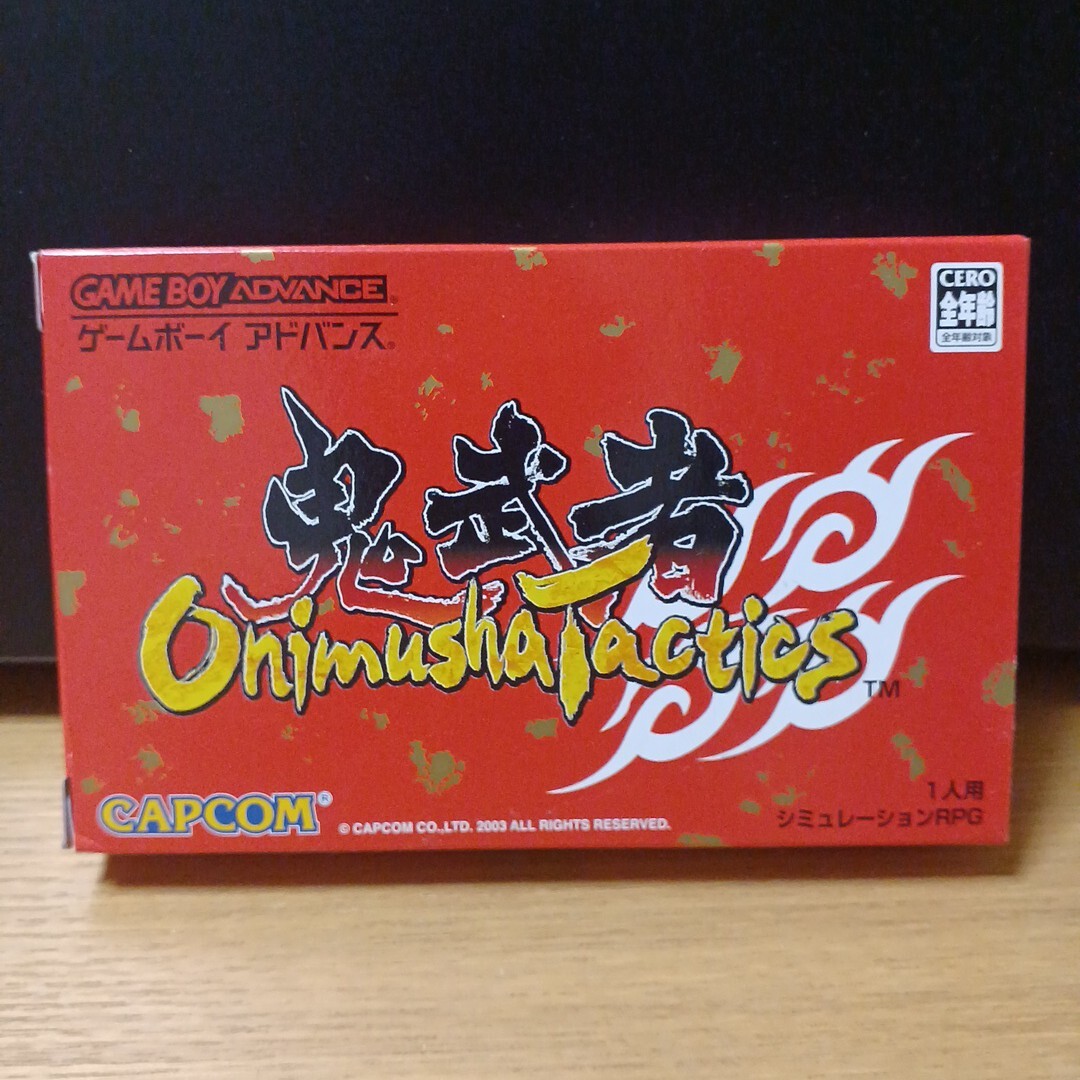 GAME BOY ADVANCE®
ゲームボーイ アドバンス®
CERO
全年齢
全年齢対象
鬼武者
Onimusha Tactics™
1人用
シミュレーションRPG
CAPCOM®
© CAPCOM CO.,LTD. 2003 ALL RIGHTS RESERVED.